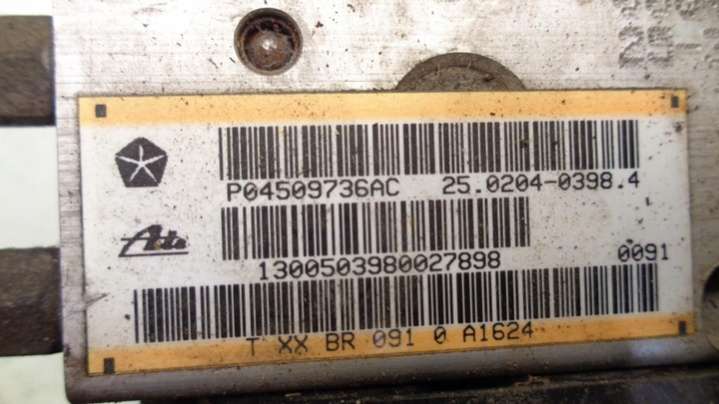 P04509736AC 25.0204-0398.4
Ate
1300503980027898 0091
T XX BR 091 0 A1624